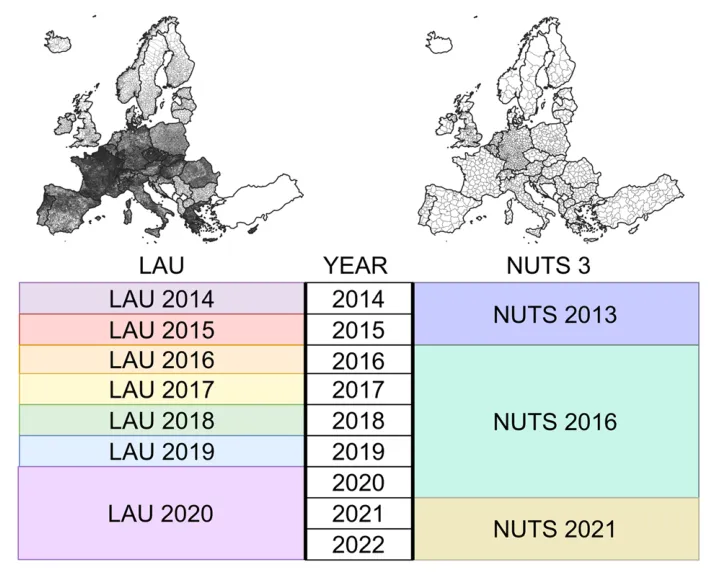 LAU YEAR NUTS 3
LAU 2014 2014 NUTS 2013
LAU 2015 2015
LAU 2016 2016 NUTS 2016
LAU 2017 2017
LAU 2018 2018
LAU 2019 2019
LAU 2020 2020
2021 NUTS 2021
2022